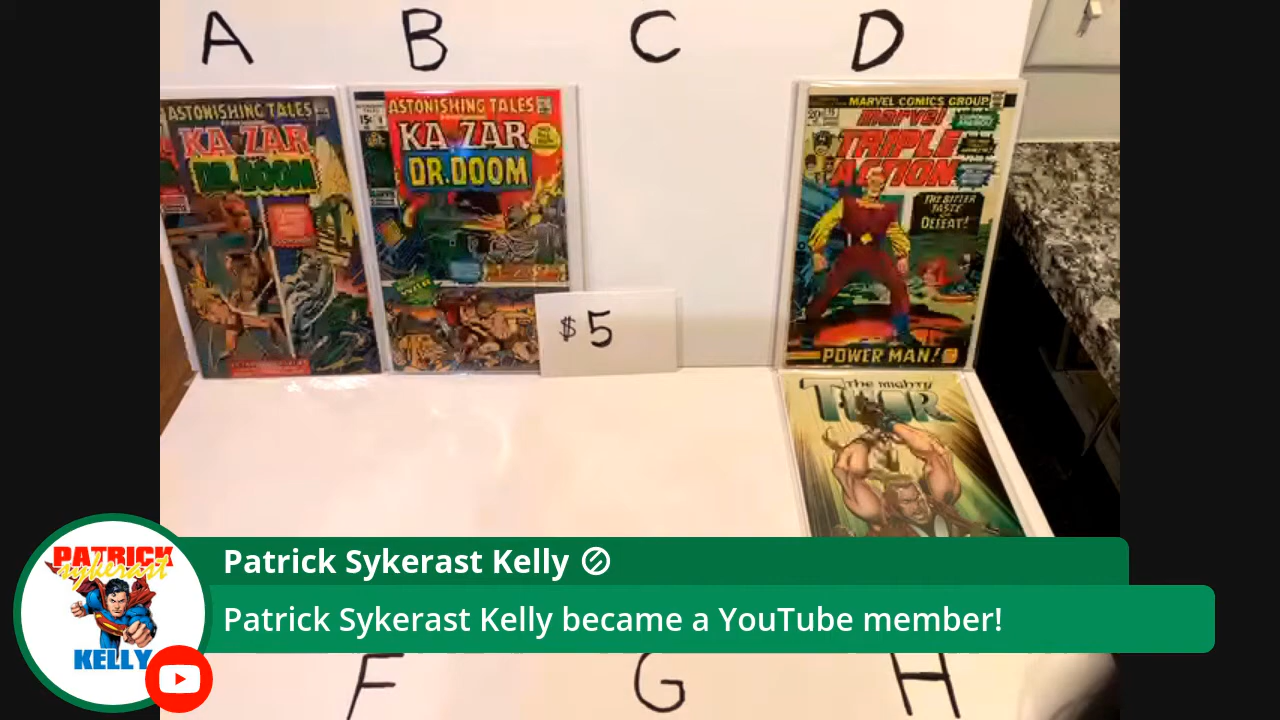 A
B
C
D
ASTONISHING TALES
KA-ZAR
DR. DOOM
ASTONISHING TALES
15¢
KA-ZAR
DR. DOOM
MARVEL COMICS GROUP
marvel
TRIPLE
ACTION
THE BITTER
TASTE
OF
DEFEAT!
POWER MAN!
$5
THE MIGHTY
THOR
PATRICK
sykerast
KELLY
Patrick Sykerast Kelly
Patrick Sykerast Kelly became a YouTube member!
F
G
H